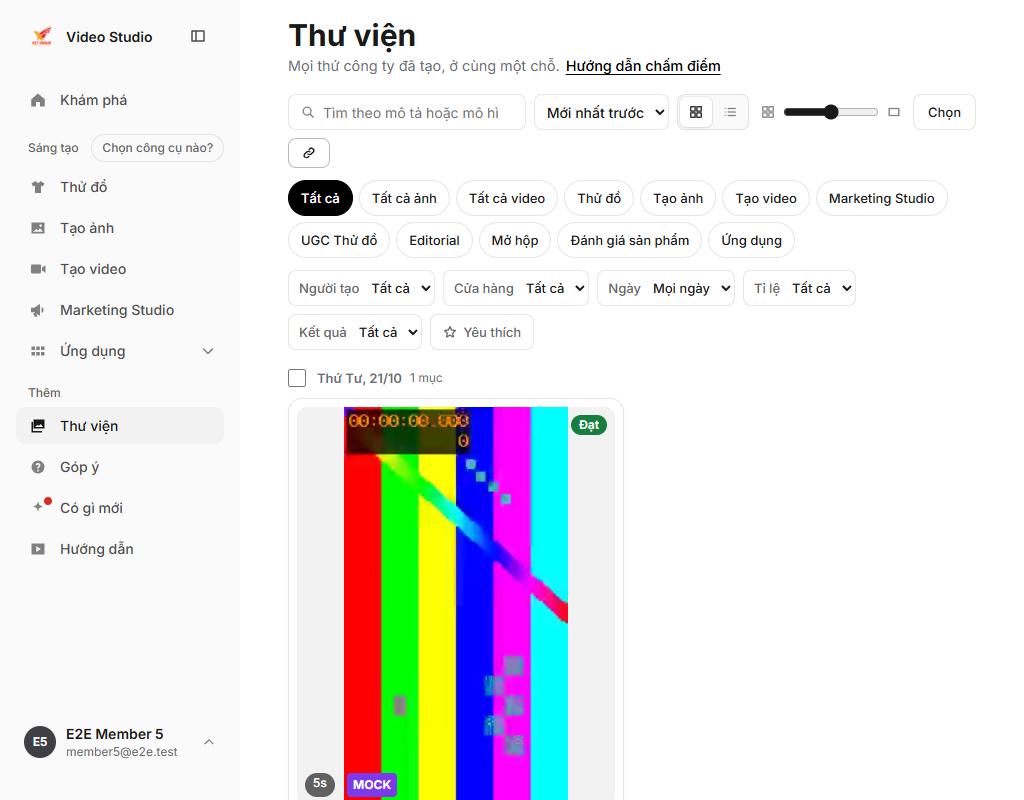 Video Studio
Khám phá
Sáng tạo
Chọn công cụ nào?
Thử đồ
Tạo ảnh
Tạo video
Marketing Studio
Ứng dụng
Thêm
Thư viện
Góp ý
Có gì mới
Hướng dẫn
E5
E2E Member 5
member5@e2e.test
Thư viện
Mọi thứ công ty đã tạo, ở cùng một chỗ. Hướng dẫn chấm điểm
Tìm theo mô tả hoặc mô hì
Mới nhất trước
Chọn
Tất cả
Tất cả ảnh
Tất cả video
Thử đồ
Tạo ảnh
Tạo video
Marketing Studio
UGC Thử đồ
Editorial
Mở hộp
Đánh giá sản phẩm
Ứng dụng
Người tạo Tất cả
Cửa hàng Tất cả
Ngày Mọi ngày
Tỉ lệ Tất cả
Kết quả Tất cả
Yêu thích
Thứ Tư, 21/10 1 mục
Đạt
5s
MOCK